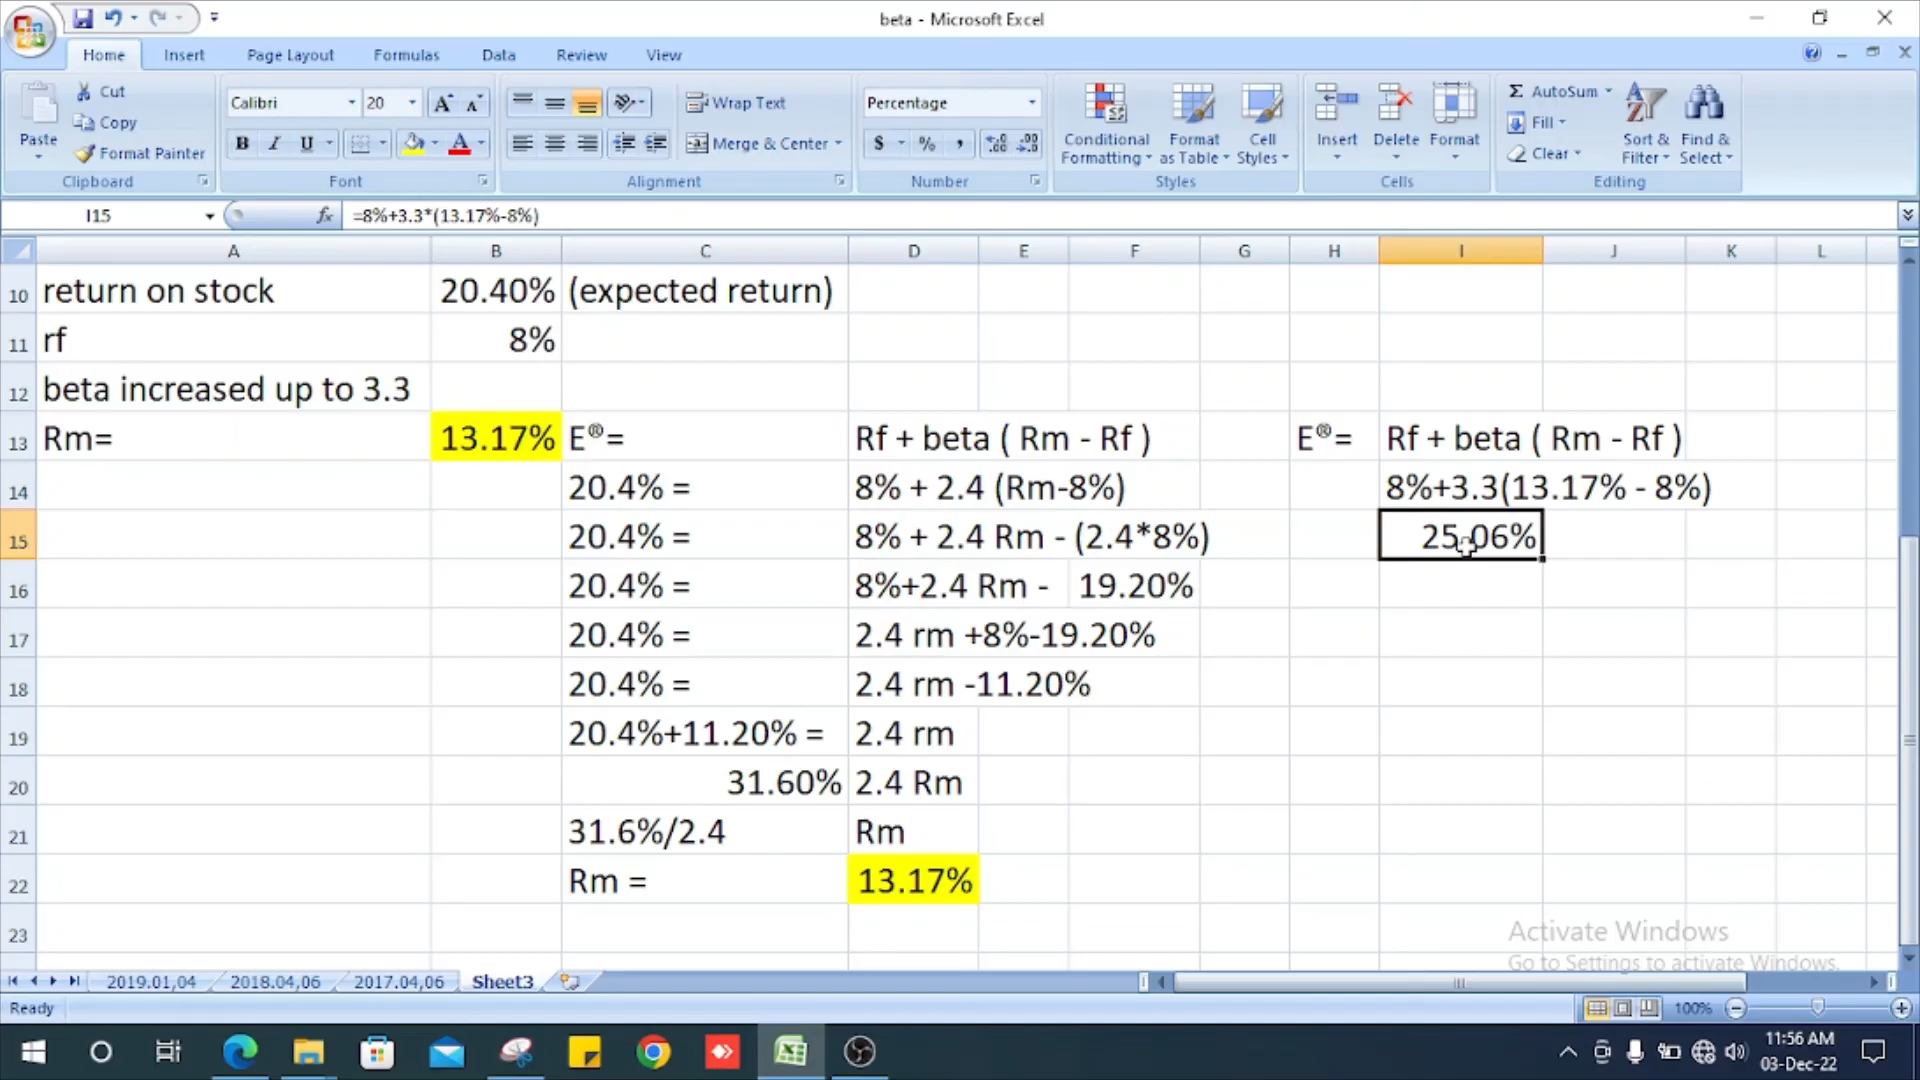 beta - Microsoft Excel
Home Insert Page Layout Formulas Data Review View
Paste
Cut
Copy
Format Painter
Clipboard
Calibri 20
B I U
Font
Wrap Text
Merge & Center
Alignment
Percentage
$ % ,
Number
Conditional Formatting
Format as Table
Cell Styles
Styles
Insert Delete Format
Cells
Σ AutoSum
Fill
Clear
Sort & Filter
Find & Select
Editing
I15 fx =8%+3.3*(13.17%-8%)
A B C D E F G H I J K L
10 return on stock 20.40% (expected return)
11 rf 8%
12 beta increased up to 3.3
13 Rm= 13.17% E®= Rf + beta ( Rm - Rf ) E®= Rf + beta ( Rm - Rf )
14 20.4% = 8% + 2.4 (Rm-8%) 8%+3.3(13.17% - 8%)
15 20.4% = 8% + 2.4 Rm - (2.4*8%) 25.06%
16 20.4% = 8%+2.4 Rm - 19.20%
17 20.4% = 2.4 rm +8%-19.20%
18 20.4% = 2.4 rm -11.20%
19 20.4%+11.20% = 2.4 rm
20 31.60% 2.4 Rm
21 31.6%/2.4 Rm
22 Rm = 13.17%
23
Activate Windows
Go to Settings to activate Windows.
2019.01,04 2018.04,06 2017.04,06 Sheet3
Ready 100%
11:56 AM
03-Dec-22